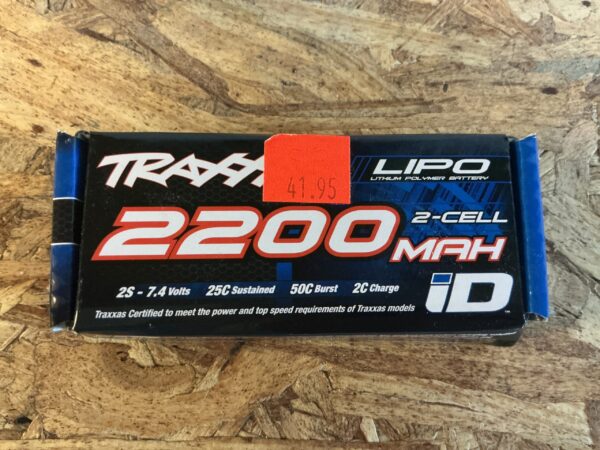 TRAXX
41.95
LIPO
LITHIUM POLYMER BATTERY
2-CELL
2200 MAH
2S - 7.4 Volts 25C Sustained 50C Burst 2C Charge
iD
Traxxas Certified to meet the power and top speed requirements of Traxxas models